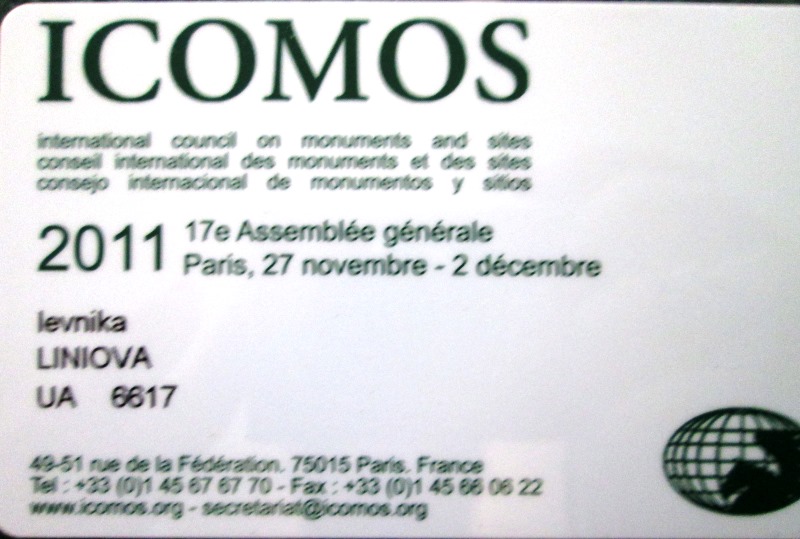 ICOMOS
international council on monuments and sites
conseil international des monuments et des sites
consejo internacional de monumentos y sitios
2011 17e Assemblée générale
Paris, 27 novembre - 2 décembre
Ievnika
LINIOVA
UA 6617
49-51 rue de la Fédération. 75015 Paris. France
Tel : +33 (0)1 45 67 67 70 - Fax : +33 (0)1 45 66 06 22
www.icomos.org - secretariat@icomos.org